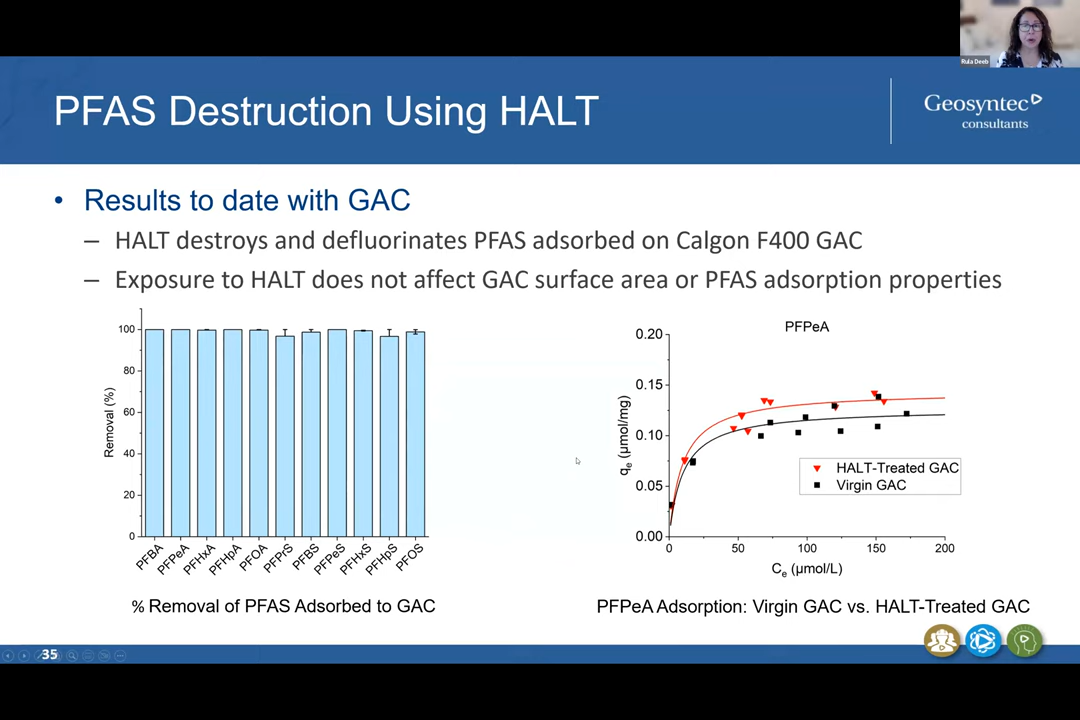 Rula Deeb
PFAS Destruction Using HALT
Geosyntec
consultants
• Results to date with GAC
– HALT destroys and defluorinates PFAS adsorbed on Calgon F400 GAC
– Exposure to HALT does not affect GAC surface area or PFAS adsorption properties
Removal (%)
100
80
60
40
20
0
PFBA
PFPeA
PFHxA
PFHpA
PFOA
PFPrS
PFBS
PFPeS
PFHxS
PFHpS
PFOS
% Removal of PFAS Adsorbed to GAC
PFPeA
qe (µmol/mg)
0.20
0.15
0.10
0.05
0.00
HALT-Treated GAC
Virgin GAC
0 50 100 150 200
Ce (µmol/L)
PFPeA Adsorption: Virgin GAC vs. HALT-Treated GAC
35